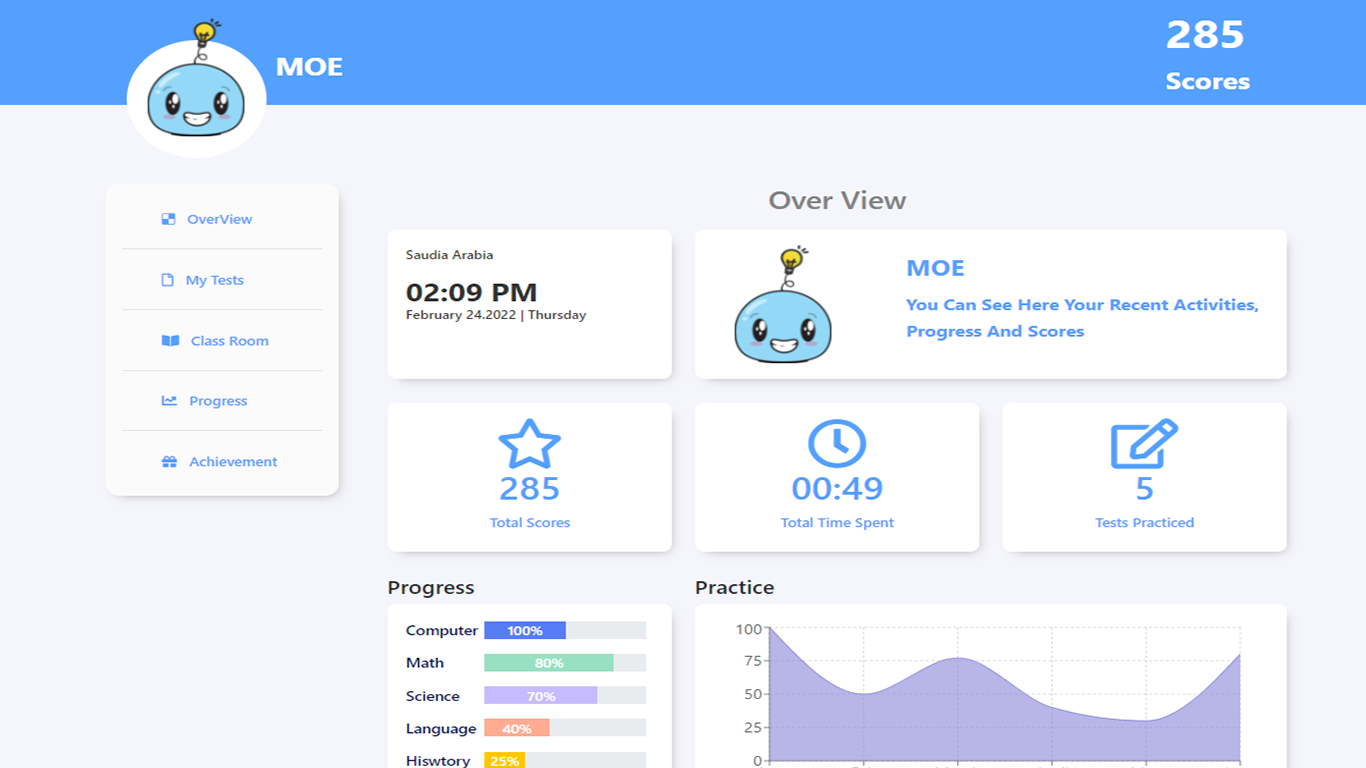 MOE
285
Scores
OverView
My Tests
Class Room
Progress
Achievement
Over View
Saudia Arabia
02:09 PM
February 24.2022 | Thursday
MOE
You Can See Here Your Recent Activities,
Progress And Scores
285
Total Scores
00:49
Total Time Spent
5
Tests Practiced
Progress
Computer 100%
Math 80%
Science 70%
Language 40%
Hiswtory 25%
Practice
100
75
50
25
0